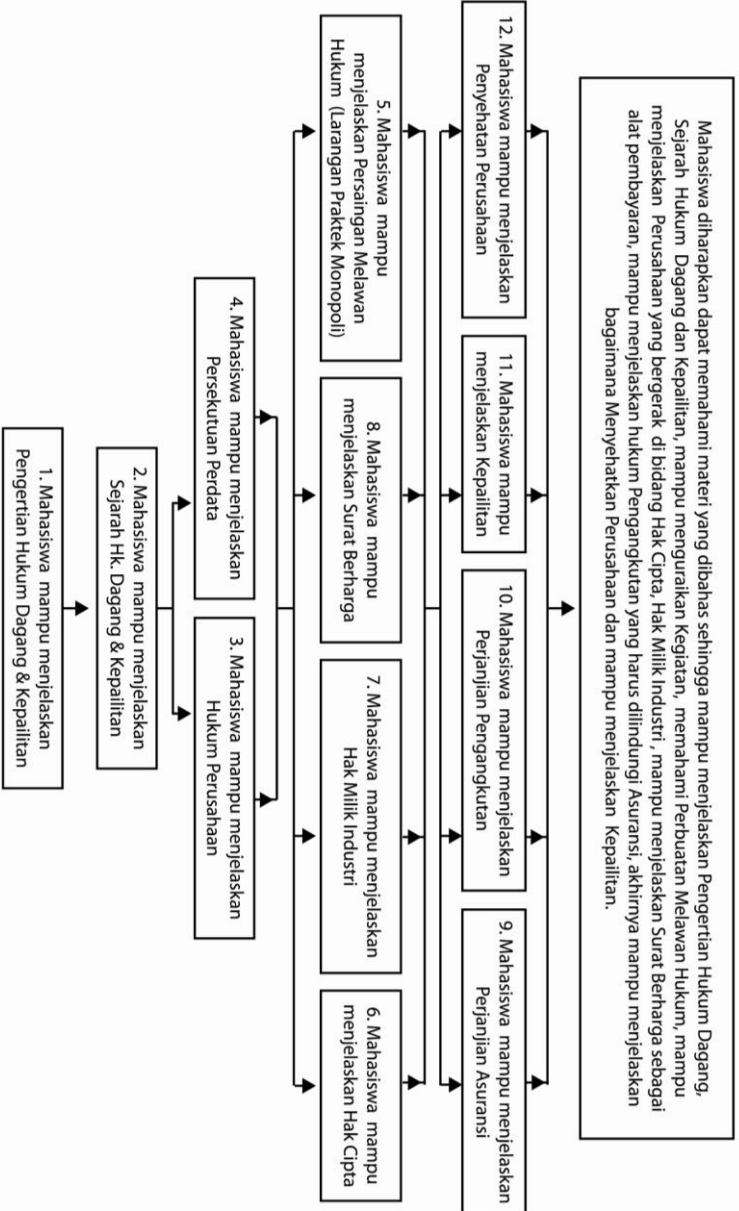 Mahasiswa diharapkan dapat memahami materi yang dibahas sehingga mampu menjelaskan Pengertian Hukum Dagang,
Sejarah Hukum Dagang dan Kepailitan, mampu menguraikan Kegiatan, memahami Perbuatan Melawan Hukum, mampu
menjelaskan Perusahaan yang bergerak di bidang Hak Cipta, Hak Milik Industri , mampu menjelaskan Surat Berharga sebagai
alat pembayaran, mampu menjelaskan hukum Pengangkutan yang harus dilindungi Asuransi, akhirnya mampu menjelaskan
bagaimana Menyehatkan Perusahaan dan mampu menjelaskan Kepailitan.
12. Mahasiswa mampu menjelaskan
Penyehatan Perusahaan
11. Mahasiswa mampu
menjelaskan Kepailitan
10. Mahasiswa mampu menjelaskan
Perjanjian Pengangkutan
9. Mahasiswa mampu menjelaskan
Perjanjian Asuransi
5. Mahasiswa mampu
menjelaskan Persaingan Melawan
Hukum (Larangan Praktek Monopoli)
8. Mahasiswa mampu
menjelaskan Surat Berharga
7. Mahasiswa mampu menjelaskan
Hak Milik Industri
6. Mahasiswa mampu
menjelaskan Hak Cipta
4. Mahasiswa mampu menjelaskan
Persekutuan Perdata
3. Mahasiswa mampu menjelaskan
Hukum Perusahaan
2. Mahasiswa mampu menjelaskan
Sejarah Hk. Dagang & Kepailitan
1. Mahasiswa mampu menjelaskan
Pengertian Hukum Dagang & Kepailitan